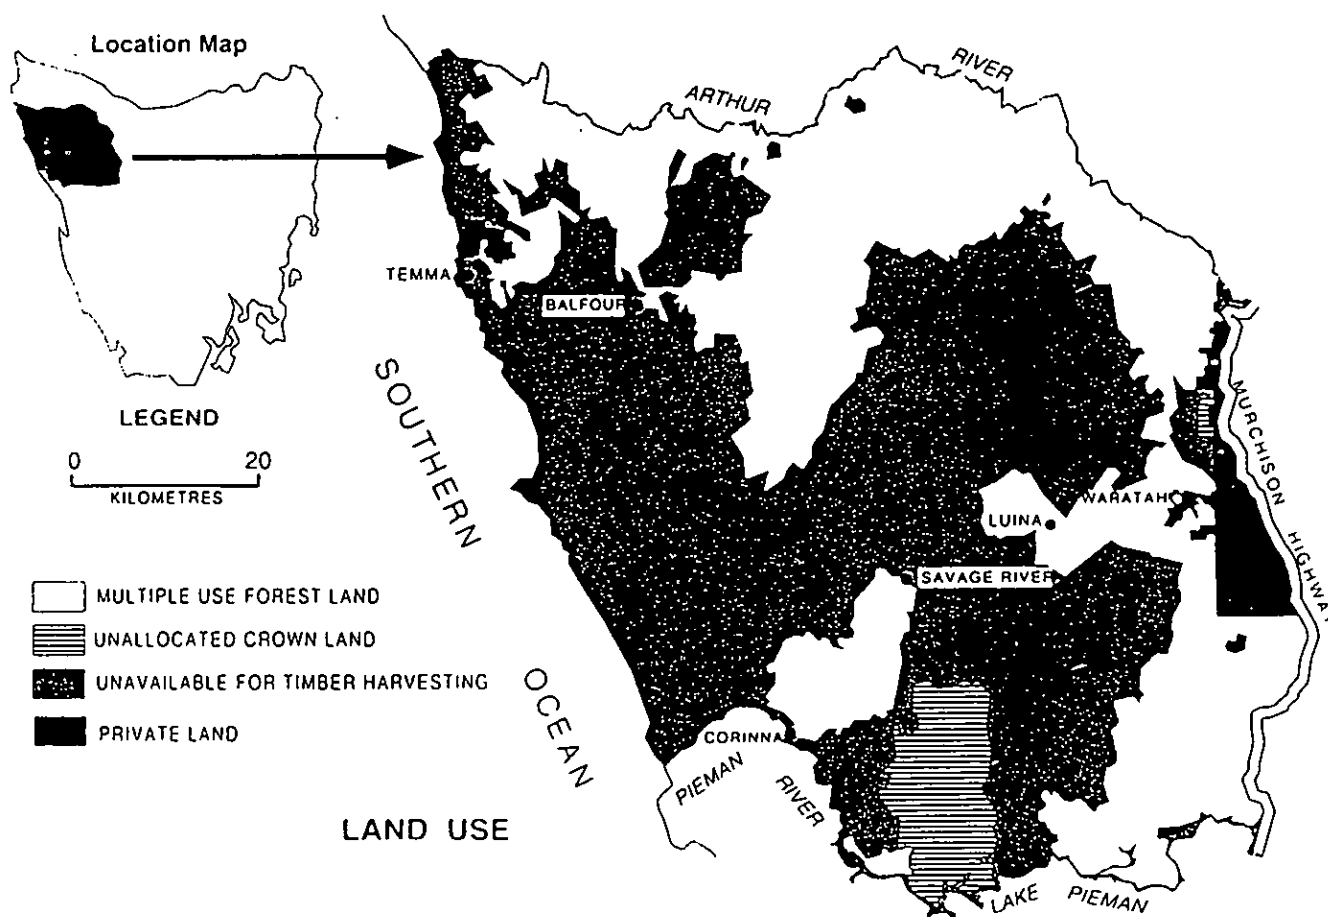 Location Map
ARTHUR
RIVER
TEMMA
BALFOUR
LEGEND
0 20
KILOMETRES
SOUTHERN
OCEAN
MURCHISON HIGHWAY
WARATAH
LUINA
SAVAGE RIVER
MULTIPLE USE FOREST LAND
UNALLOCATED CROWN LAND
UNAVAILABLE FOR TIMBER HARVESTING
PRIVATE LAND
CORINNA
PIEMAN
RIVER
LAND USE
LAKE PIEMAN